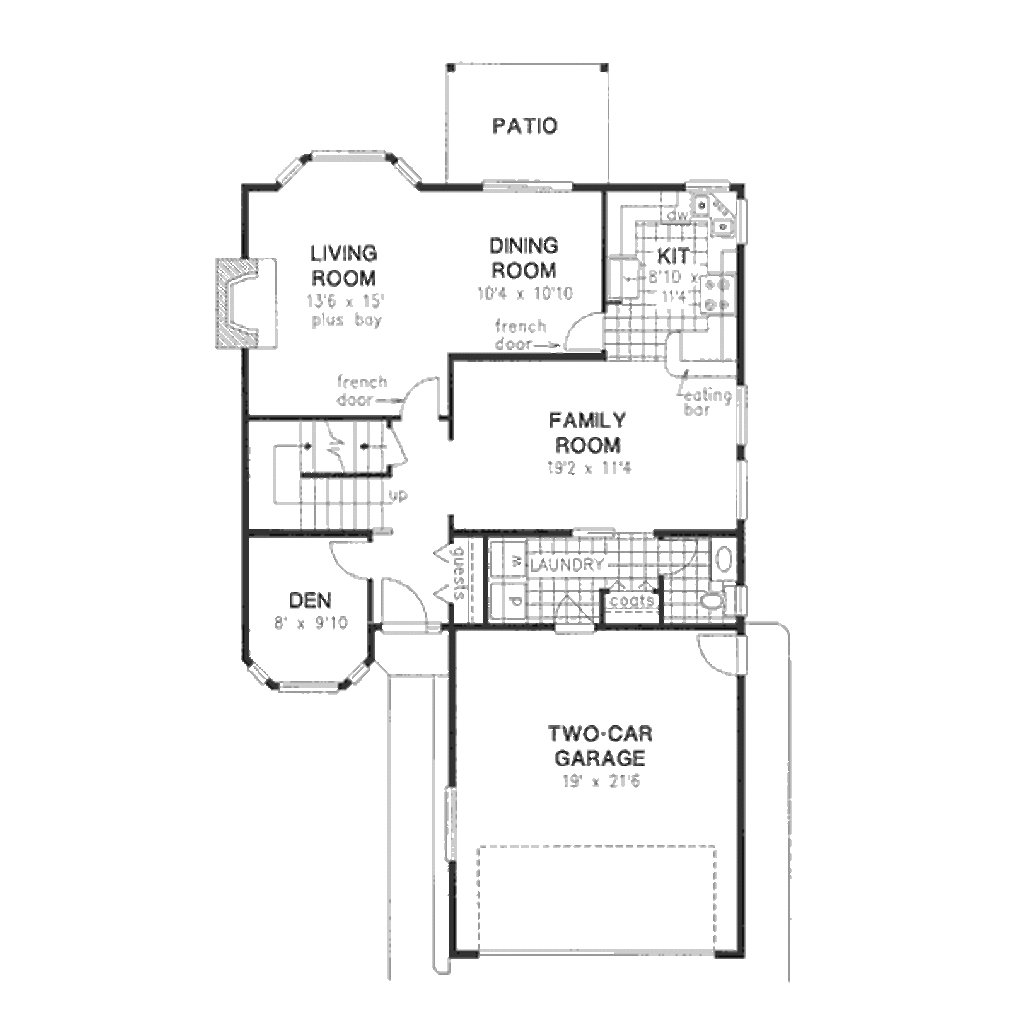 PATIO
LIVING
ROOM
13'6 x 15'
plus bay
DINING
ROOM
10'4 x 10'10
dw
KIT
8'10 x
11'4
french
door
french
door
eating
bar
FAMILY
ROOM
19'2 x 11'4
up
guests
w
LAUNDRY
d
coats
DEN
8' x 9'10
TWO-CAR
GARAGE
19' x 21'6